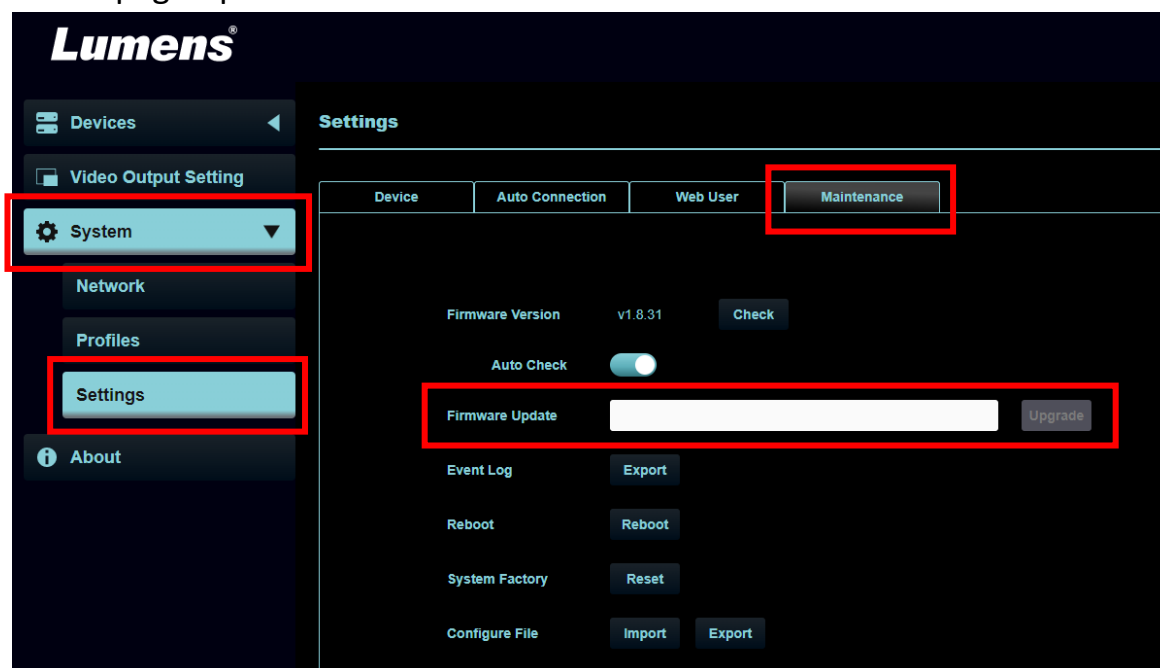 Lumens®
Devices
Video Output Setting
System
Network
Profiles
Settings
About
Settings
Device Auto Connection Web User Maintenance
Firmware Version v1.8.31 Check
Auto Check
Firmware Update Upgrade
Event Log Export
Reboot Reboot
System Factory Reset
Configure File Import Export